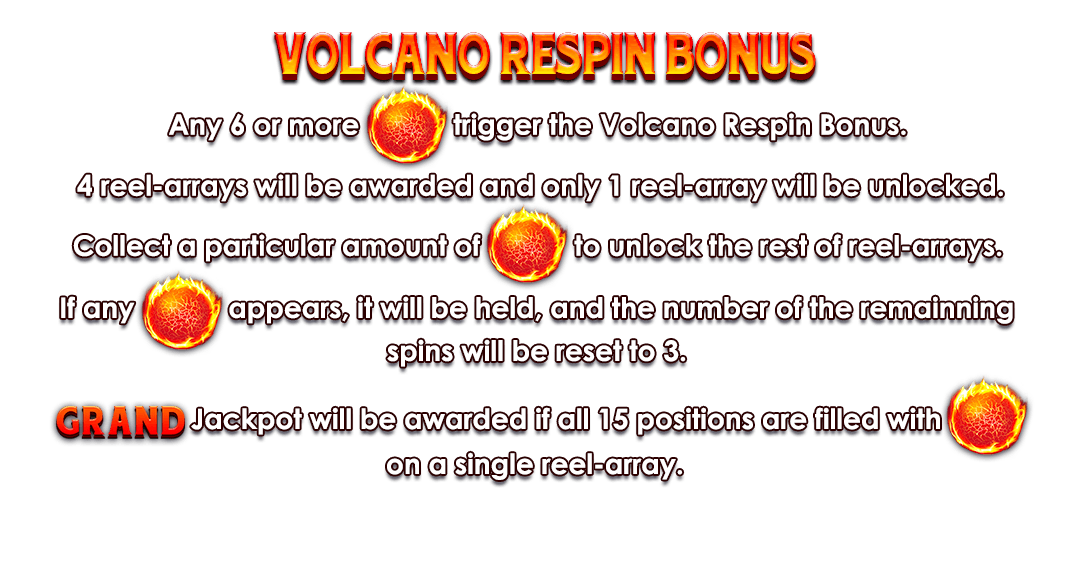 VOLCANO RESPIN BONUS
Any 6 or more trigger the Volcano Respin Bonus.
4 reel-arrays will be awarded and only 1 reel-array will be unlocked.
Collect a particular amount of to unlock the rest of reel-arrays.
If any appears, it will be held, and the number of the remainning
spins will be reset to 3.
GRAND Jackpot will be awarded if all 15 positions are filled with
on a single reel-array.